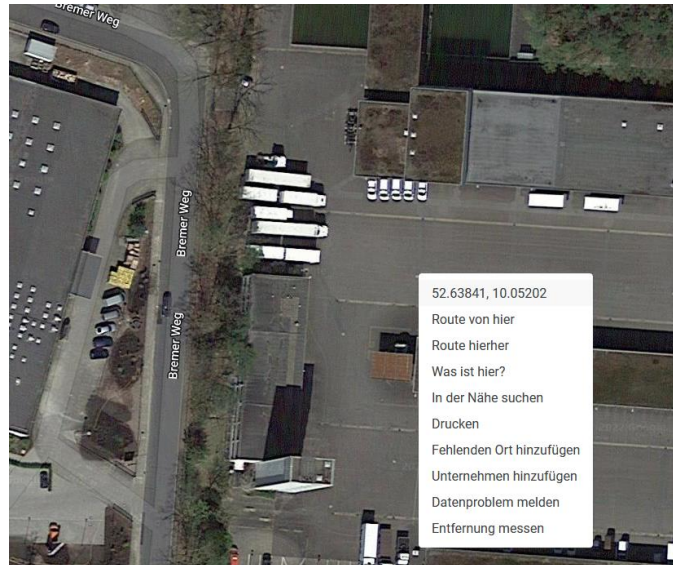 Bremer Weg
Bremer Weg
Bremer Weg
52.63841, 10.05202
Route von hier
Route hierher
Was ist hier?
In der Nähe suchen
Drucken
Fehlenden Ort hinzufügen
Unternehmen hinzufügen
Datenproblem melden
Entfernung messen